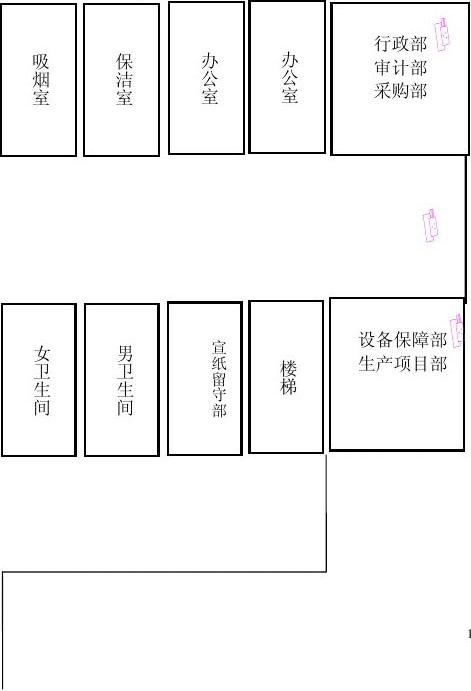 吸烟室
保洁室
办公室
办公室
行政部
审计部
采购部
女卫生间
男卫生间
宣纸留守部
楼梯
设备保障部
生产项目部
1